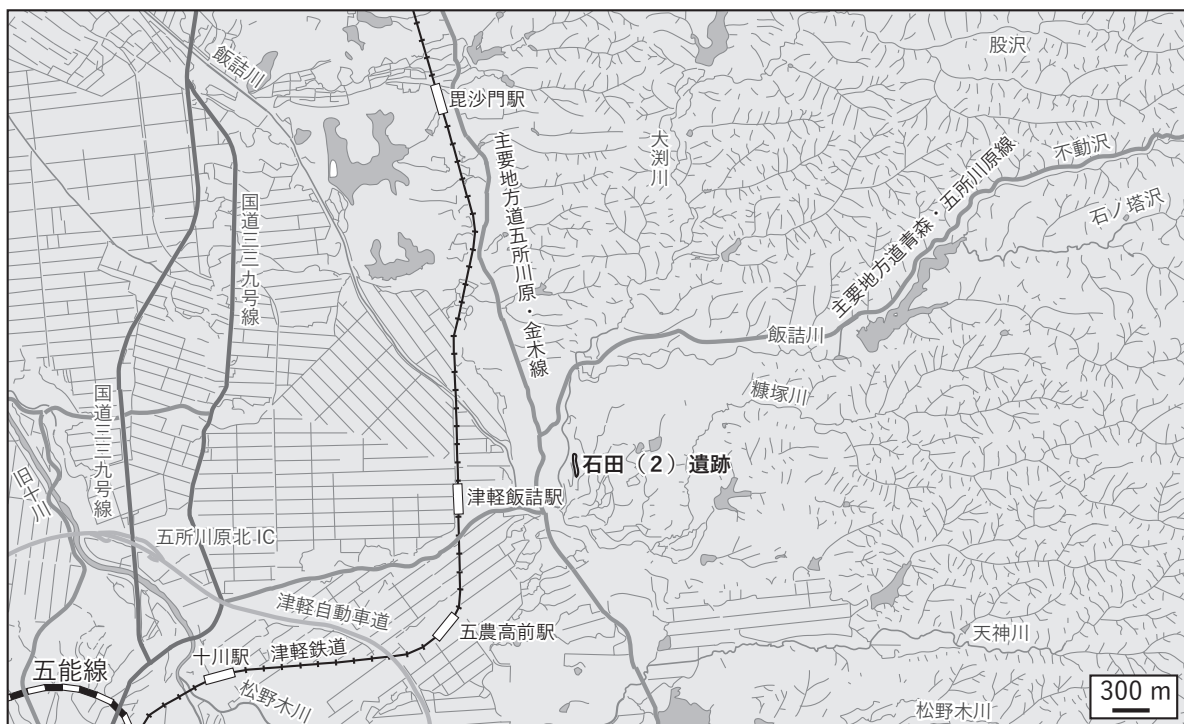 飯詰川
股沢
毘沙門駅
主要地方道五所川原・金木線
大渕川
主要地方道青森・五所川原線
不動沢
石ノ塔沢
国道三三九号線
飯詰川
国道三三九号線
糠塚川
石田（2）遺跡
旧十川
津軽飯詰駅
五所川原北 IC
津軽自動車道
五農高前駅
天神川
十川駅
津軽鉄道
五能線
松野木川
松野木川
300 m